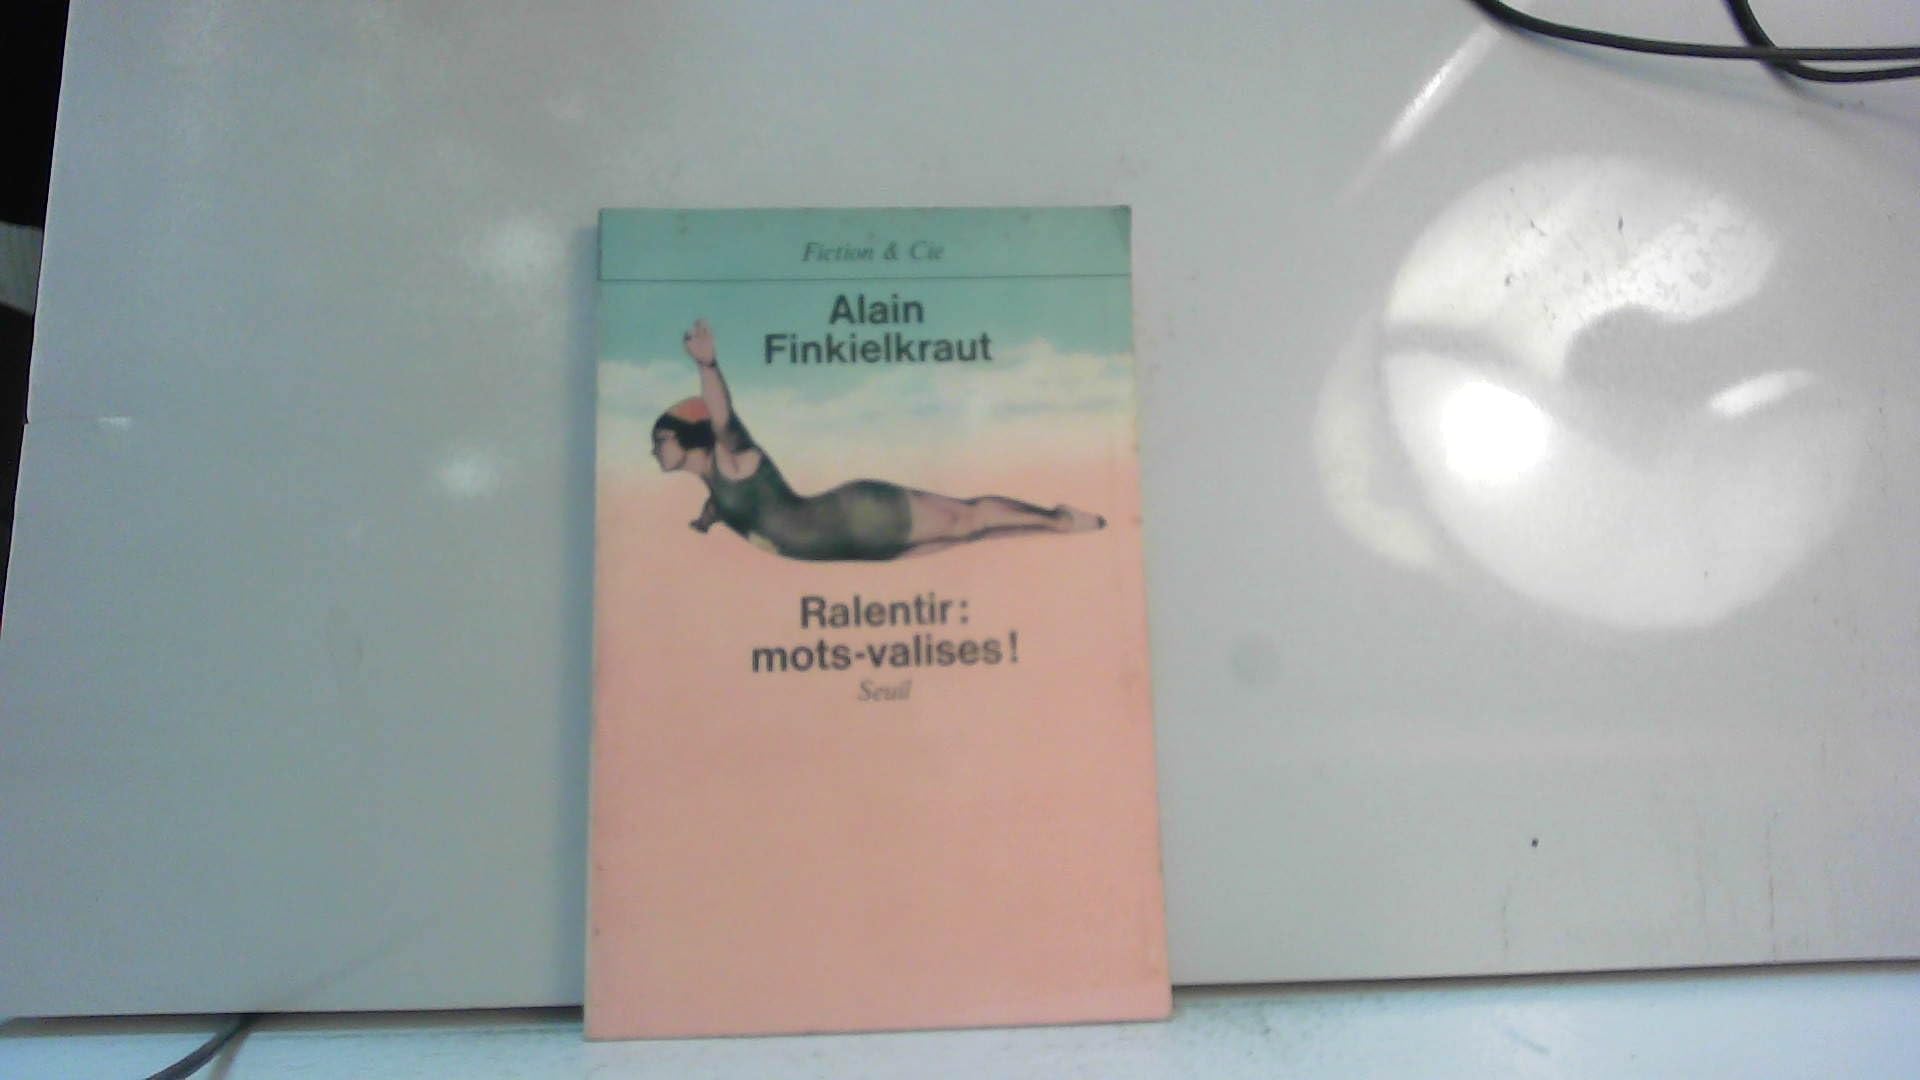 Fiction & Cie
Alain
Finkielkraut
Ralentir:
mots-valises!
Seuil